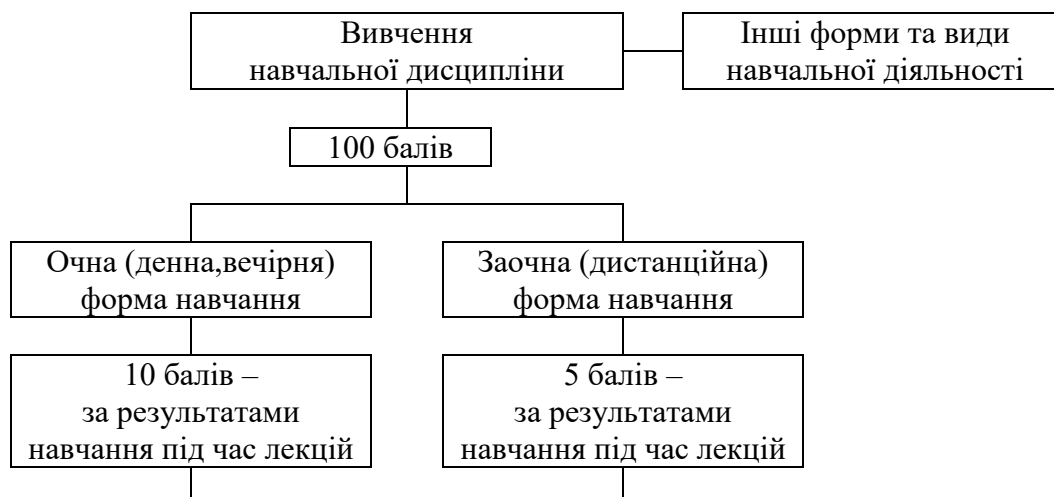 Вивчення
навчальної дисципліни
Інші форми та види
навчальної діяльності
100 балів
Очна (денна,вечірня)
форма навчання
Заочна (дистанційна)
форма навчання
10 балів –
за результатами
навчання під час лекцій
5 балів –
за результатами
навчання під час лекцій